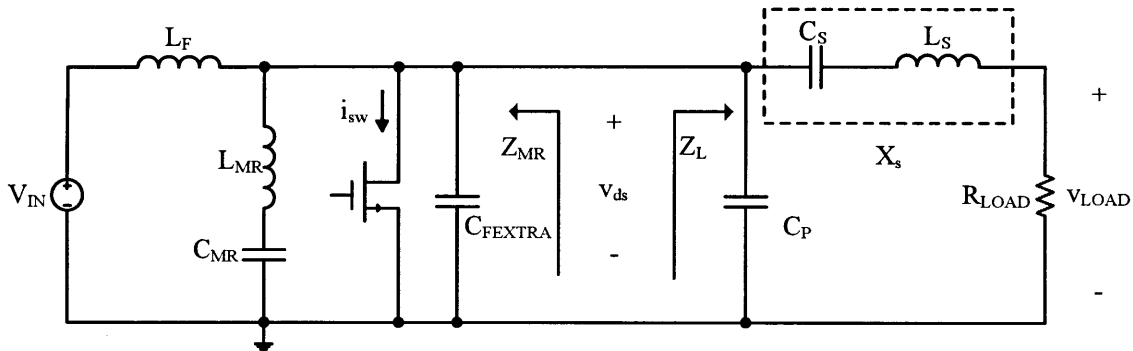 L_F
C_S
L_S
i_sw
+
Z_MR
+
Z_L
X_s
L_MR
V_IN
v_ds
R_LOAD
v_LOAD
C_MR
C_FEXTRA
C_P
-
-